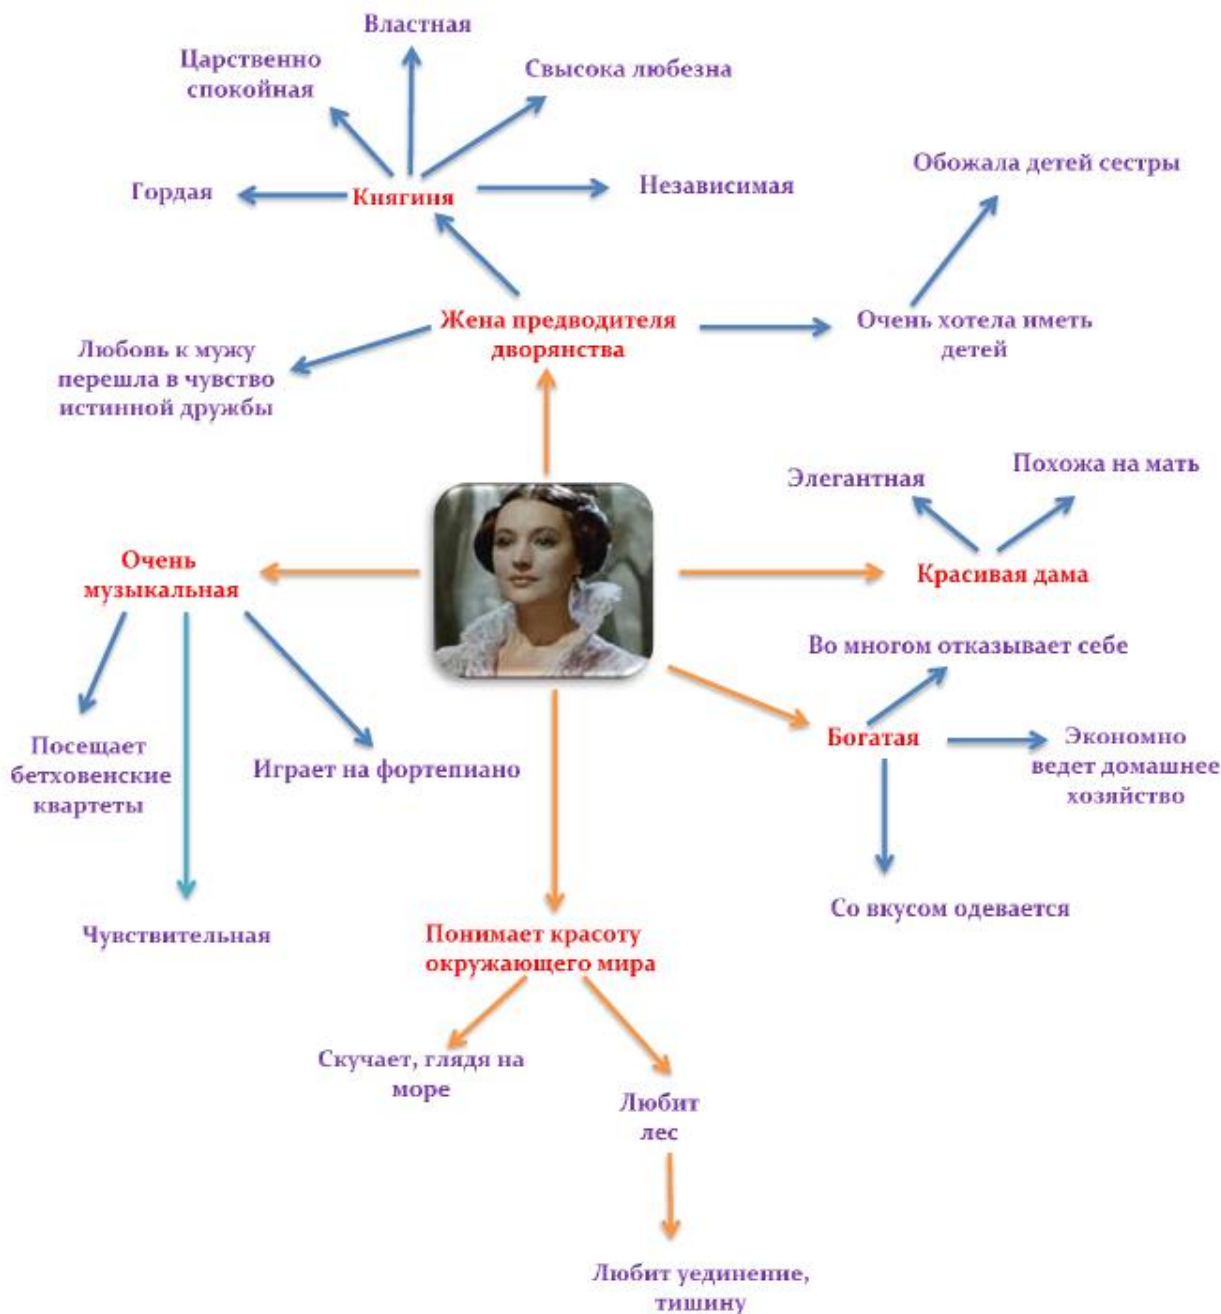 Властная
Царственно
спокойная
Свысока любезна
Обожала детей сестры
Гордая
Княгиня
Независимая
Жена предводителя
дворянства
Очень хотела иметь
детей
Любовь к мужу
перешла в чувство
истинной дружбы
Элегантная
Похожа на мать
Очень
музыкальная
Красивая дама
Во многом отказывает себе
Богатая
Экономно
ведет домашнее
хозяйство
Посещает
бетховенские
квартеты
Играет на фортепиано
Со вкусом одевается
Чувствительная
Понимает красоту
окружающего мира
Скучает, глядя на
море
Любит
лес
Любит уединение,
тишину